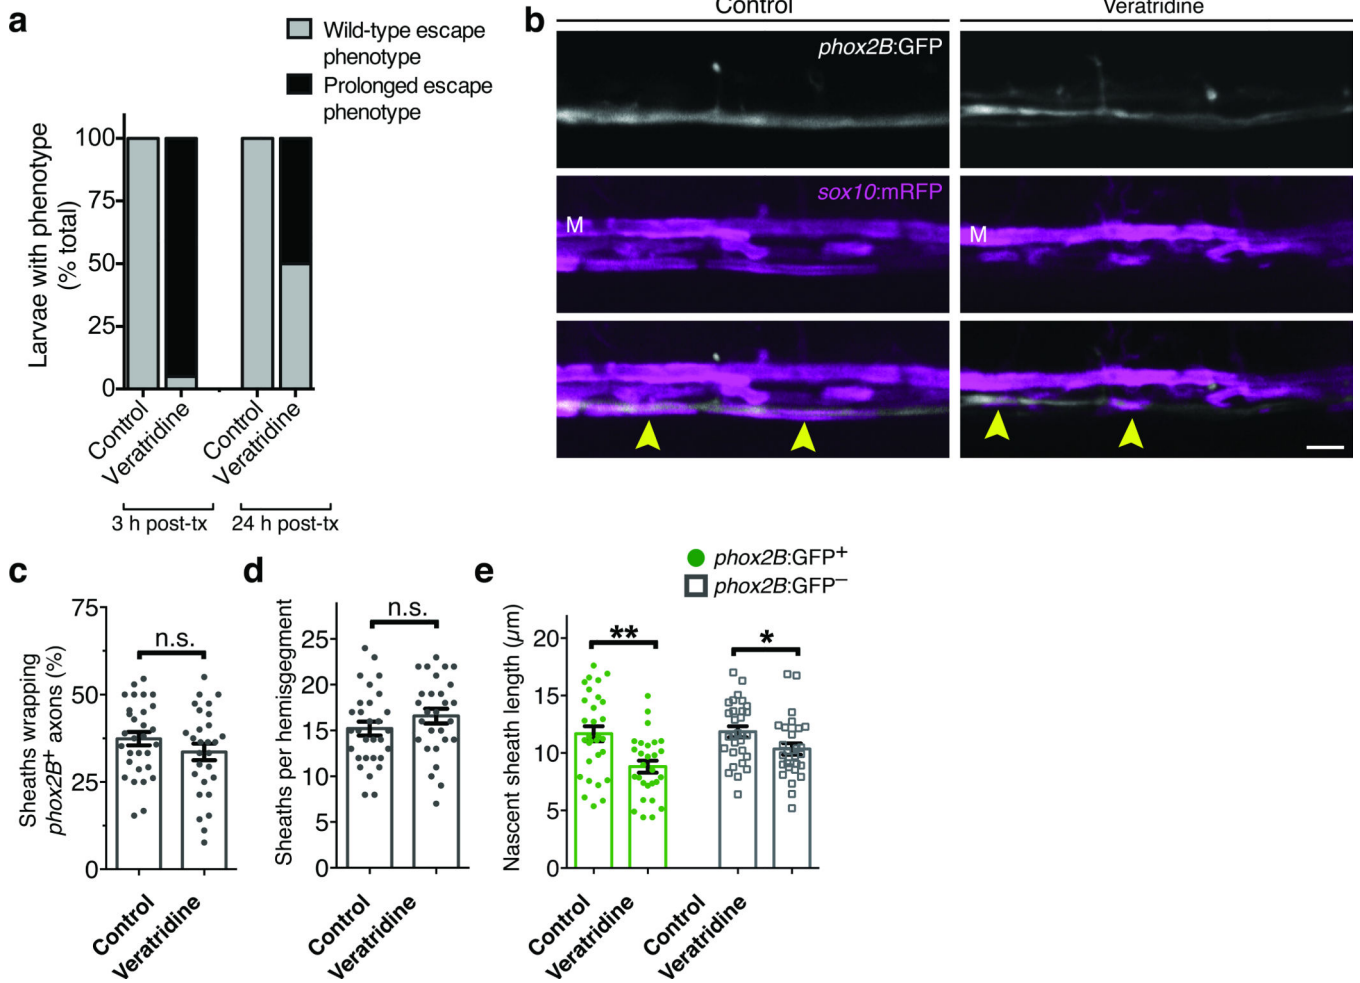 a
Wild-type escape
phenotype
Prolonged escape
phenotype
Larvae with phenotype
(% total)
100
75
50
25
0
Control
Veratridine
Control
Veratridine
3 h post-tx
24 h post-tx
b
Control
Veratridine
phox2B:GFP
sox10:mRFP
M
M
c
Sheaths wrapping
phox2B+ axons (%)
75
50
25
0
n.s.
Control
Veratridine
d
Sheaths per hemisegment
25
20
15
10
5
0
n.s.
Control
Veratridine
e
phox2B:GFP+
phox2B:GFP–
Nascent sheath length (µm)
20
15
10
5
0
**
*
Control
Veratridine
Control
Veratridine